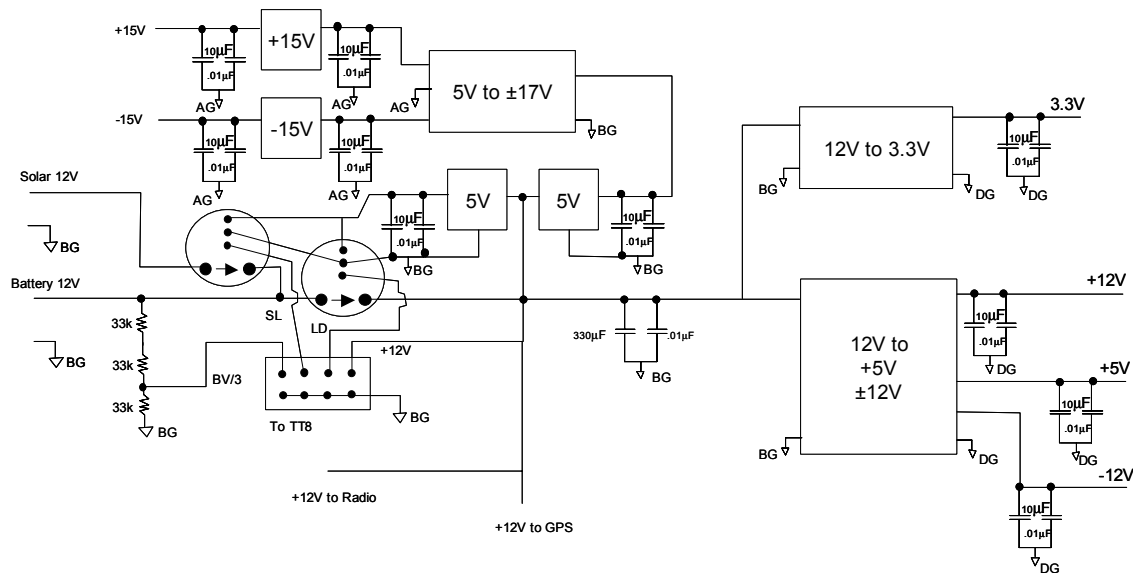 +15V
10µF
.01µF
AG
+15V
10µF
.01µF
AG
5V to ±17V
AG
BG
-15V
10µF
.01µF
AG
-15V
10µF
.01µF
AG
3.3V
12V to 3.3V
10µF
.01µF
BG
DG
DG
Solar 12V
BG
5V
5V
10µF
.01µF
BG
10µF
.01µF
BG
Battery 12V
SL
LD
BG
33k
33k
33k
BV/3
BG
+12V
To TT8
BG
330µF
.01µF
BG
+12V to Radio
+12V to GPS
12V to
+5V
±12V
BG
DG
+12V
10µF
.01µF
DG
+5V
10µF
.01µF
DG
-12V
10µF
.01µF
DG